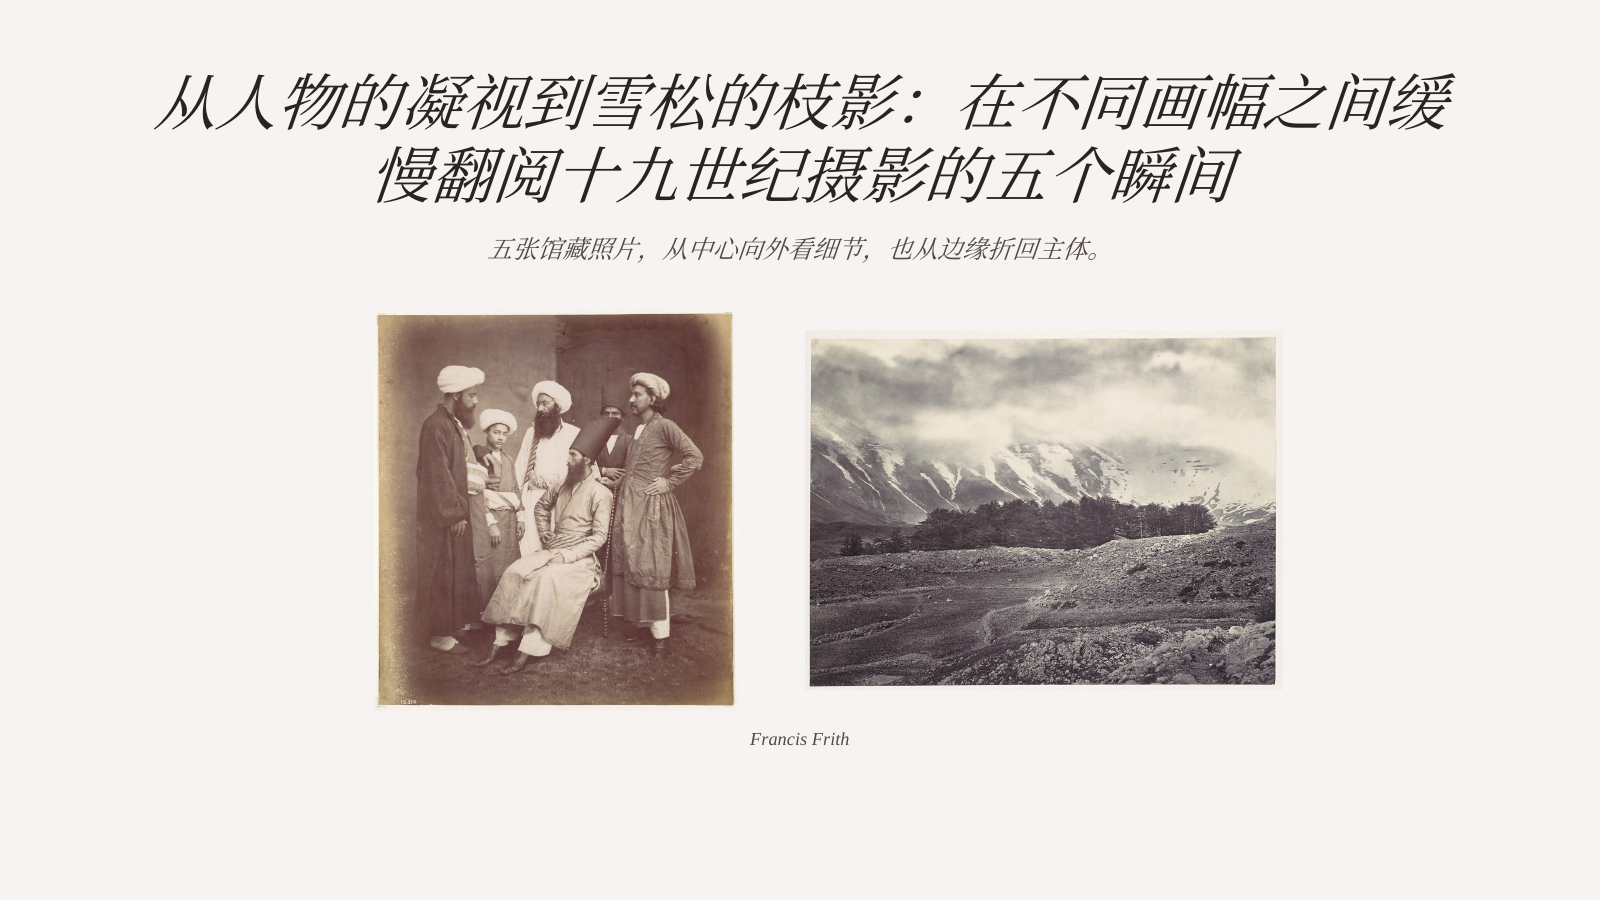 从人物的凝视到雪松的枝影：在不同画幅之间缓
慢翻阅十九世纪摄影的五个瞬间
五张馆藏照片，从中心向外看细节，也从边缘折回主体。
Francis Frith